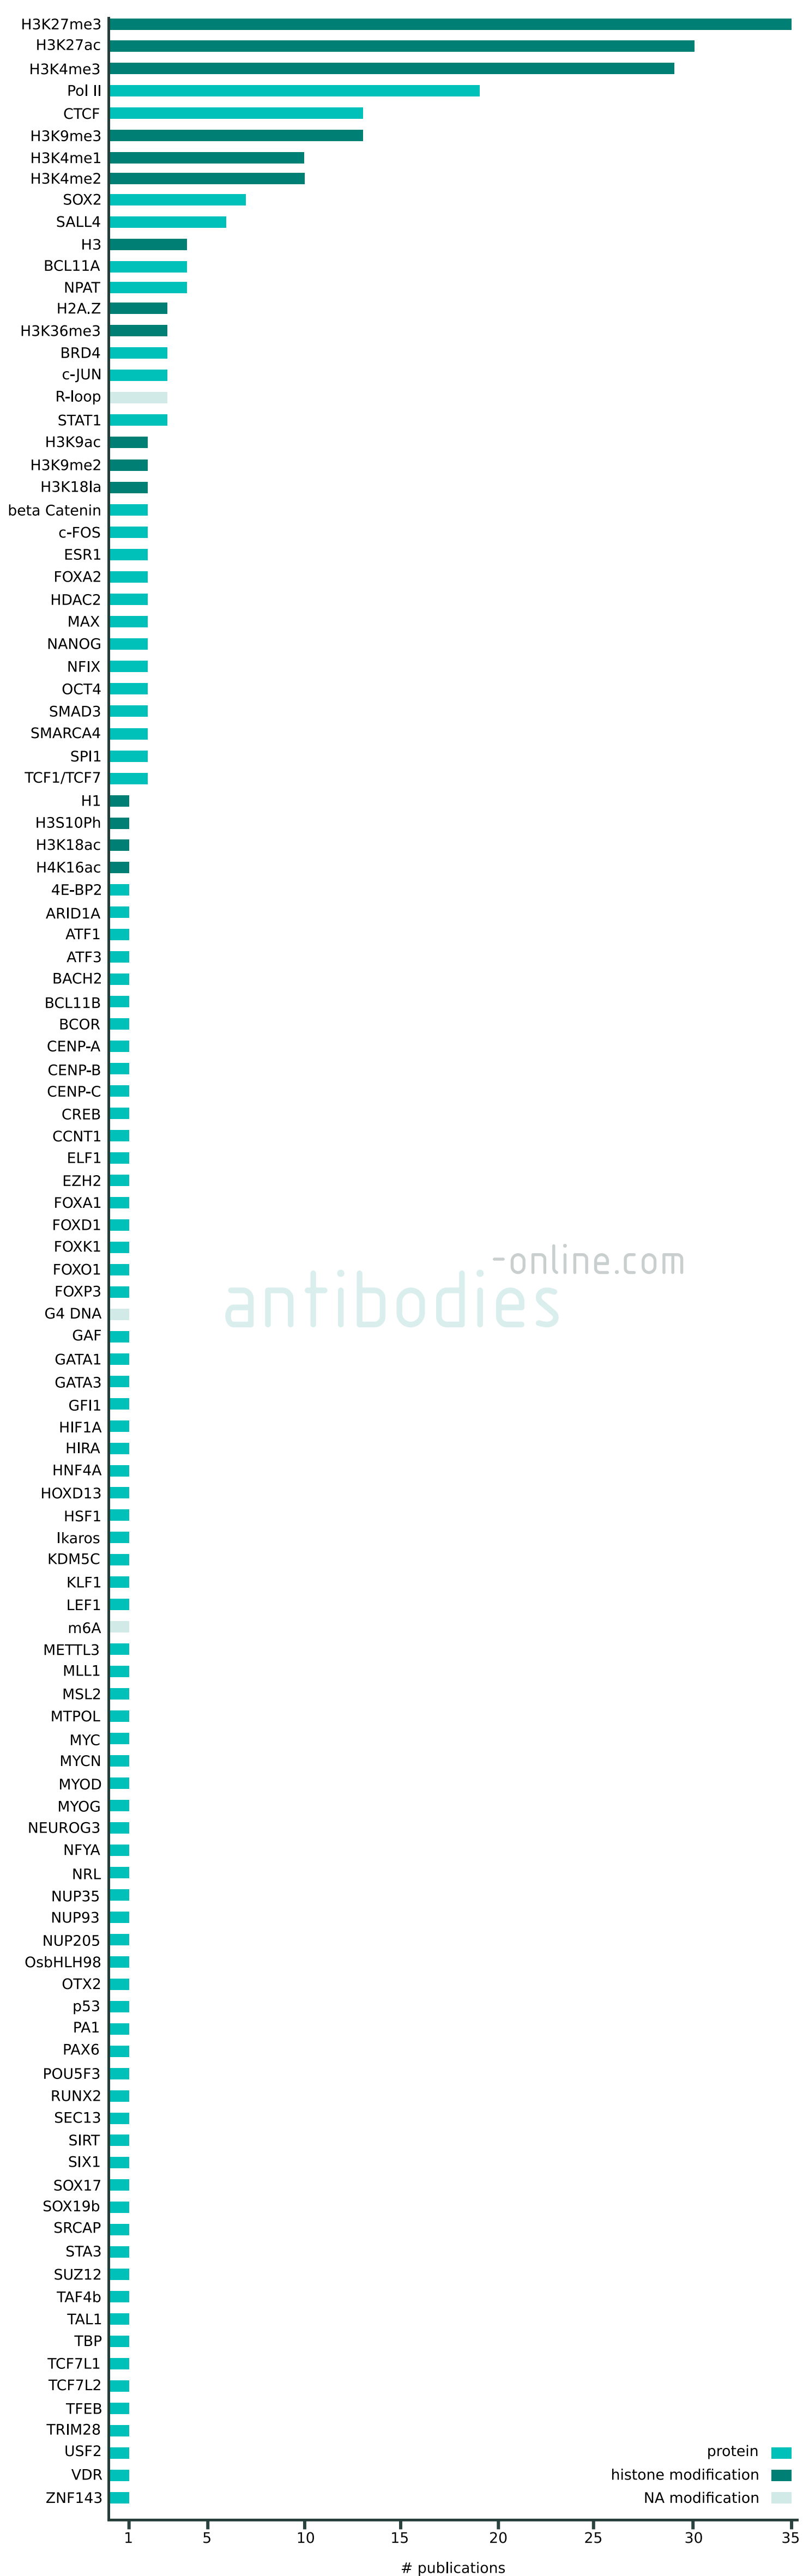 H3K27me3
H3K27ac
H3K4me3
Pol II
CTCF
H3K9me3
H3K4me1
H3K4me2
SOX2
SALL4
H3
BCL11A
NPAT
H2A.Z
H3K36me3
BRD4
c-JUN
R-loop
STAT1
H3K9ac
H3K9me2
H3K18la
beta Catenin
c-FOS
ESR1
FOXA2
HDAC2
MAX
NANOG
NFIX
OCT4
SMAD3
SMARCA4
SPI1
TCF1/TCF7
H1
H3S10Ph
H3K18ac
H4K16ac
4E-BP2
ARID1A
ATF1
ATF3
BACH2
BCL11B
BCOR
CENP-A
CENP-B
CENP-C
CREB
CCNT1
ELF1
EZH2
FOXA1
FOXD1
FOXK1
-online.com
FOXO1
antibodies
FOXP3
G4 DNA
GAF
GATA1
GATA3
GFI1
HIF1A
HIRA
HNF4A
HOXD13
HSF1
Ikaros
KDM5C
KLF1
LEF1
m6A
METTL3
MLL1
MSL2
MTPOL
MYC
MYCN
MYOD
MYOG
NEUROG3
NFYA
NRL
NUP35
NUP93
NUP205
OsbHLH98
OTX2
p53
PA1
PAX6
POU5F3
RUNX2
SEC13
SIRT
SIX1
SOX17
SOX19b
SRCAP
STA3
SUZ12
TAF4b
TAL1
TBP
TCF7L1
TCF7L2
TFEB
TRIM28
USF2
VDR
ZNF143
protein
histone modification
NA modification
1 5 10 15 20 25 30 35
# publications